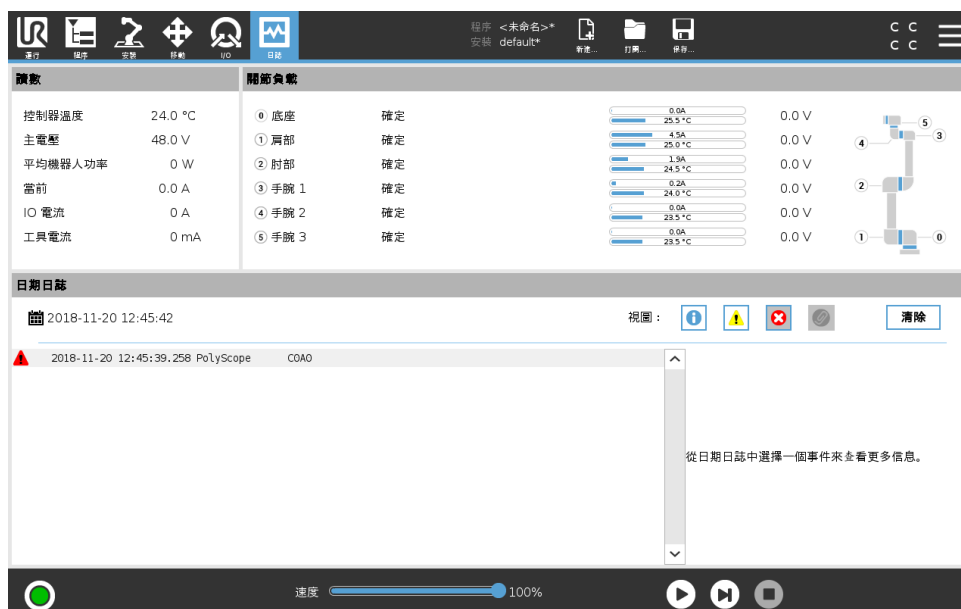 UR
程序 <未命名>*
安裝 default*
C C
C C
運行 程序 安裝 移動 I/O 日誌 新建... 打開... 保存...
讀數
控制器溫度 24.0 °C
主電壓 48.0 V
平均機器人功率 0 W
當前 0.0 A
IO 電流 0 A
工具電流 0 mA
關節負載
0 底座 確定 0.0A 25.5 °C 0.0 V
1 肩部 確定 4.5A 25.0 °C 0.0 V
2 肘部 確定 1.9A 24.5 °C 0.0 V
3 手腕 1 確定 0.2A 24.0 °C 0.0 V
4 手腕 2 確定 0.0A 23.5 °C 0.0 V
5 手腕 3 確定 0.0A 23.5 °C 0.0 V
5
3
4
2
1 0
日期日誌
2018-11-20 12:45:42 視圖： 清除
2018-11-20 12:45:39.258 PolyScope C0A0
從日期日誌中選擇一個事件來查看更多信息。
速度 100%